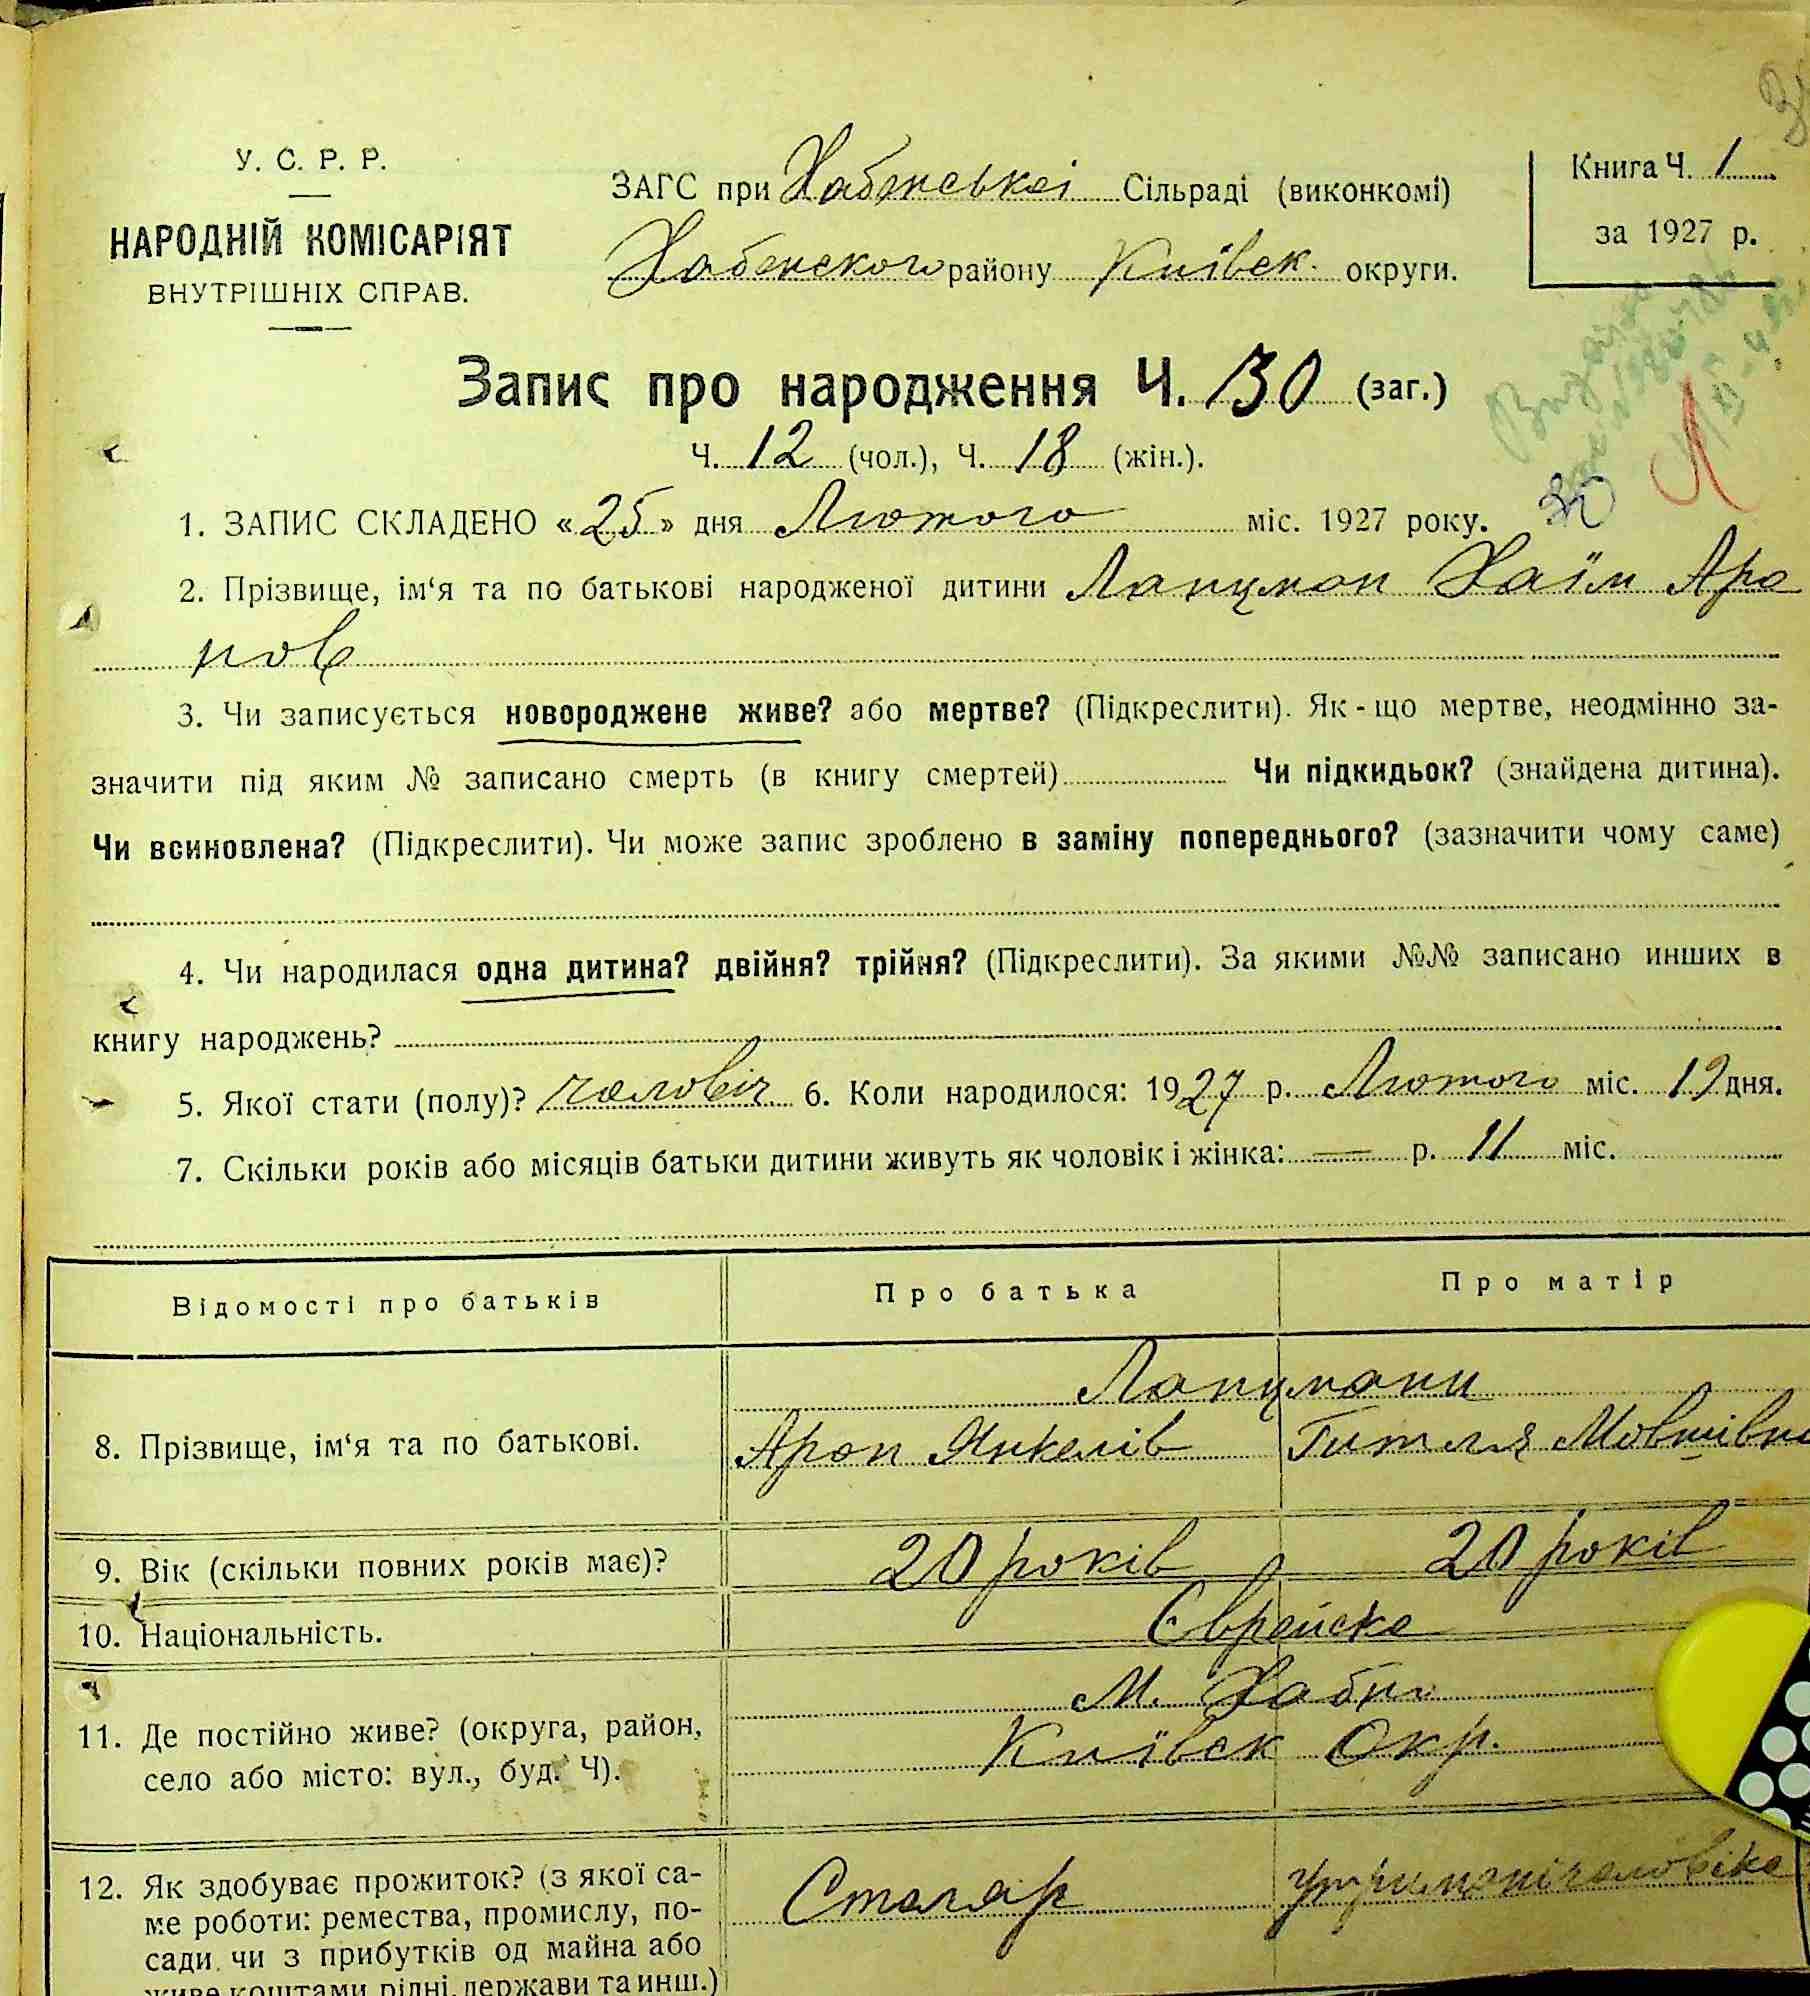 У. С. Р. Р.
НАРОДНІЙ КОМІСАРІЯТ
ВНУТРІШНІХ СПРАВ.
ЗАГС при Хабенської Сільраді (виконкомі)
Хабенского району Київськ. округи.
Книга Ч. 1
за 1927 р.
Запис про народження Ч. 30 (заг.)
Ч. 12 (чол.), Ч. 18 (жін.).
30
1. ЗАПИС СКЛАДЕНО «25» дня Лютого міс. 1927 року.
2. Прізвище, ім‘я та по батькові народженої дитини Лапцман Хаїм Аро
нов
3. Чи записується новороджене живе? або мертве? (Підкреслити). Як-що мертве, неодмінно за-
значити під яким № записано смерть (в книгу смертей) Чи підкидьок? (знайдена дитина).
Чи всиновлена? (Підкреслити). Чи може запис зроблено в заміну попереднього? (зазначити чому саме)
4. Чи народилася одна дитина? двійня? трійня? (Підкреслити). За якими №№ записано инших в
книгу народжень?
5. Якої стати (полу)? чоловіч 6. Коли народилося: 1927 р. Лютого міс. 19 дня.
7. Скільки років або місяців батьки дитини живуть як чоловік і жінка: — р. 11 міс.
Відомості про батьків Про батька Про матір
Лапцмани
8. Прізвище, ім‘я та по батькові. Арон Янкелів Гитля Мовшівна
9. Вік (скільки повних років має)? 20 років 20 років
10. Національність. Єврейска
М. Хабно
11. Де постійно живе? (округа, район, Київск Окр.
село або місто: вул., буд. Ч).
12. Як здобуває прожиток? (з якої са- Столяр утриманні чоловіка
ме роботи: ремества, промислу, по-
сади чи з прибутків од майна або
живе коштами рідні, держави та инш.)